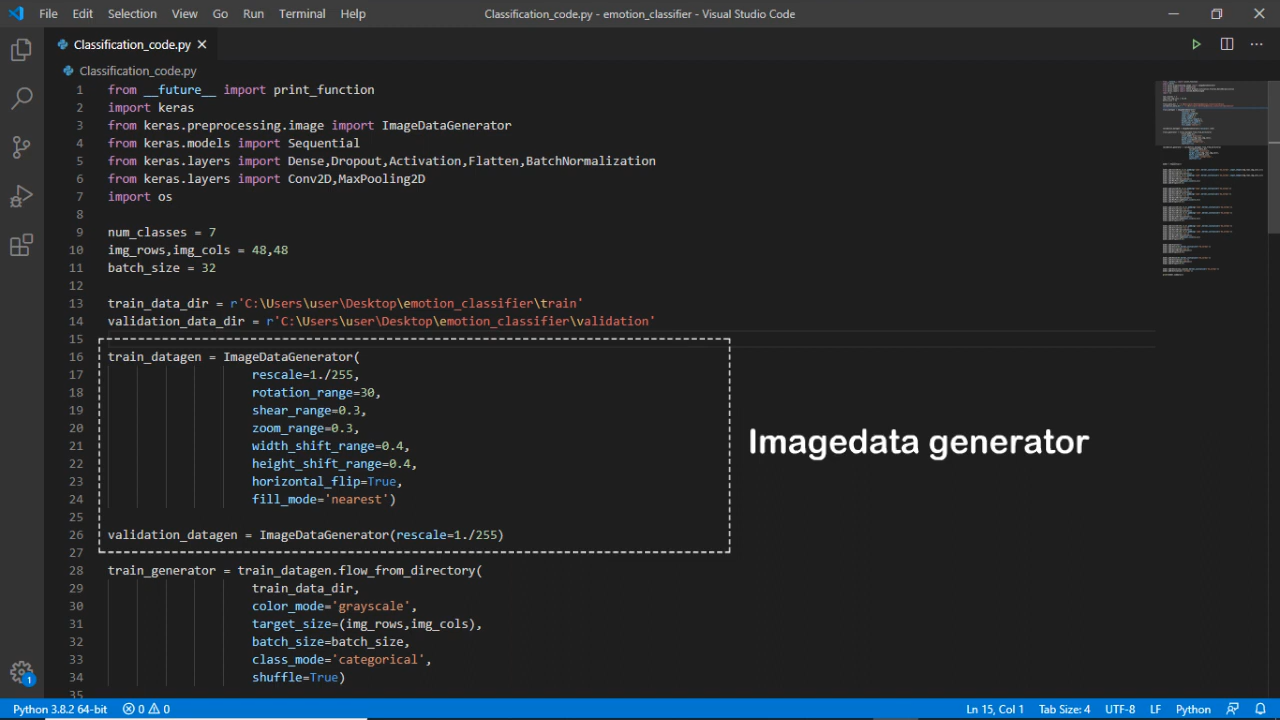 File Edit Selection View Go Run Terminal Help Classification_code.py - emotion_classifier - Visual Studio Code
Classification_code.py
Classification_code.py
1 from __future__ import print_function
2 import keras
3 from keras.preprocessing.image import ImageDataGenerator
4 from keras.models import Sequential
5 from keras.layers import Dense,Dropout,Activation,Flatten,BatchNormalization
6 from keras.layers import Conv2D,MaxPooling2D
7 import os
8
9 num_classes = 7
10 img_rows,img_cols = 48,48
11 batch_size = 32
12
13 train_data_dir = r'C:\Users\user\Desktop\emotion_classifier\train'
14 validation_data_dir = r'C:\Users\user\Desktop\emotion_classifier\validation'
15
16 train_datagen = ImageDataGenerator(
17 rescale=1./255,
18 rotation_range=30,
19 shear_range=0.3,
20 zoom_range=0.3,
21 width_shift_range=0.4,
22 height_shift_range=0.4,
23 horizontal_flip=True,
24 fill_mode='nearest')
25
26 validation_datagen = ImageDataGenerator(rescale=1./255)
27
28 train_generator = train_datagen.flow_from_directory(
29 train_data_dir,
30 color_mode='grayscale',
31 target_size=(img_rows,img_cols),
32 batch_size=batch_size,
33 class_mode='categorical',
34 shuffle=True)
35
Imagedata generator
1
Python 3.8.2 64-bit 0 0 Ln 15, Col 1 Tab Size: 4 UTF-8 LF Python